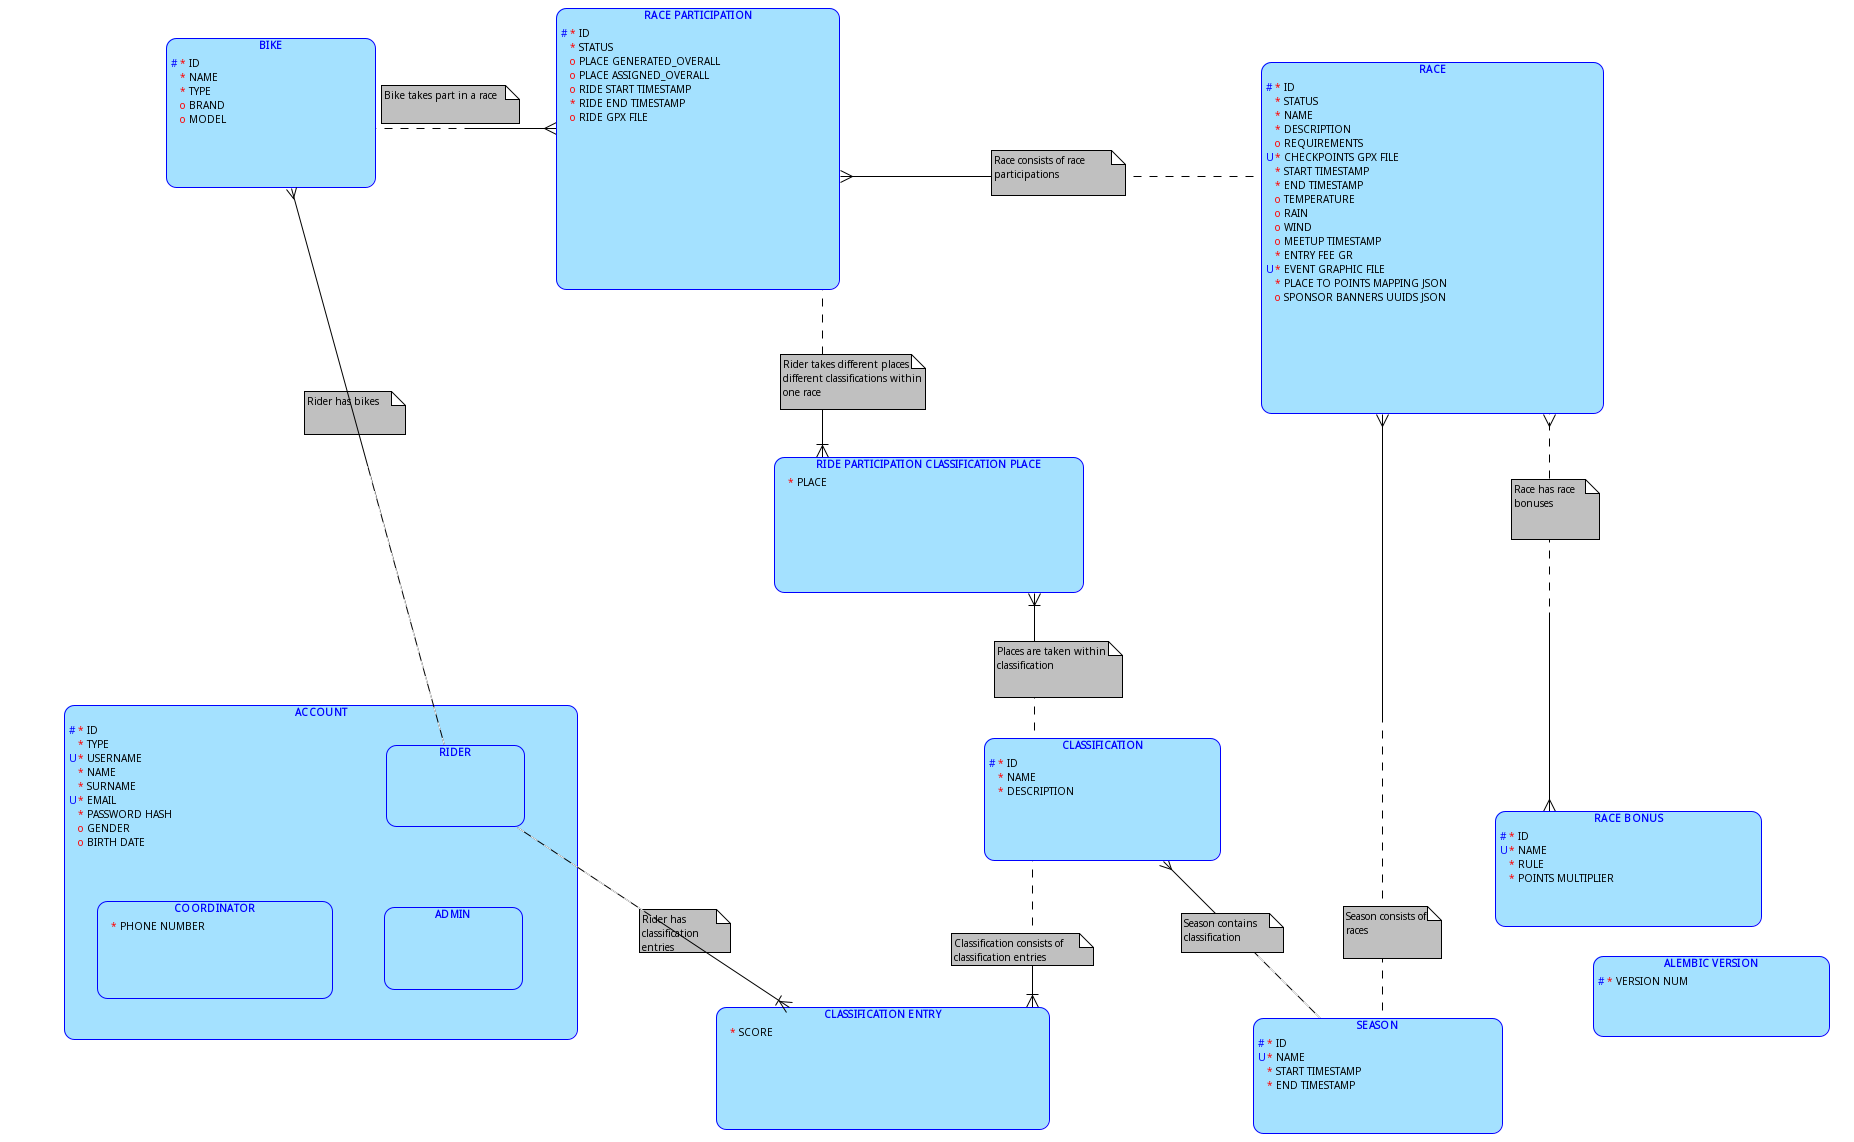 RACE PARTICIPATION
# * ID
* STATUS
o PLACE GENERATED_OVERALL
o PLACE ASSIGNED_OVERALL
o RIDE START TIMESTAMP
* RIDE END TIMESTAMP
o RIDE GPX FILE
BIKE
# * ID
* NAME
* TYPE
o BRAND
o MODEL
Bike takes part in a race
RACE
# * ID
* STATUS
* NAME
* DESCRIPTION
o REQUIREMENTS
U * CHECKPOINTS GPX FILE
* START TIMESTAMP
* END TIMESTAMP
o TEMPERATURE
o RAIN
o WIND
o MEETUP TIMESTAMP
* ENTRY FEE GR
U * EVENT GRAPHIC FILE
* PLACE TO POINTS MAPPING JSON
o SPONSOR BANNERS UUIDS JSON
Race consists of race
participations
Rider takes different places
different classifications within
one race
Rider has bikes
RIDE PARTICIPATION CLASSIFICATION PLACE
* PLACE
Race has race
bonuses
Places are taken within
classification
ACCOUNT
# * ID
* TYPE
U * USERNAME
* NAME
* SURNAME
U * EMAIL
* PASSWORD HASH
o GENDER
o BIRTH DATE
RIDER
COORDINATOR
* PHONE NUMBER
ADMIN
CLASSIFICATION
# * ID
* NAME
* DESCRIPTION
RACE BONUS
# * ID
U * NAME
* RULE
* POINTS MULTIPLIER
Rider has
classification
entries
Classification consists of
classification entries
Season contains
classification
Season consists of
races
ALEMBIC VERSION
# * VERSION NUM
CLASSIFICATION ENTRY
* SCORE
SEASON
# * ID
U * NAME
* START TIMESTAMP
* END TIMESTAMP